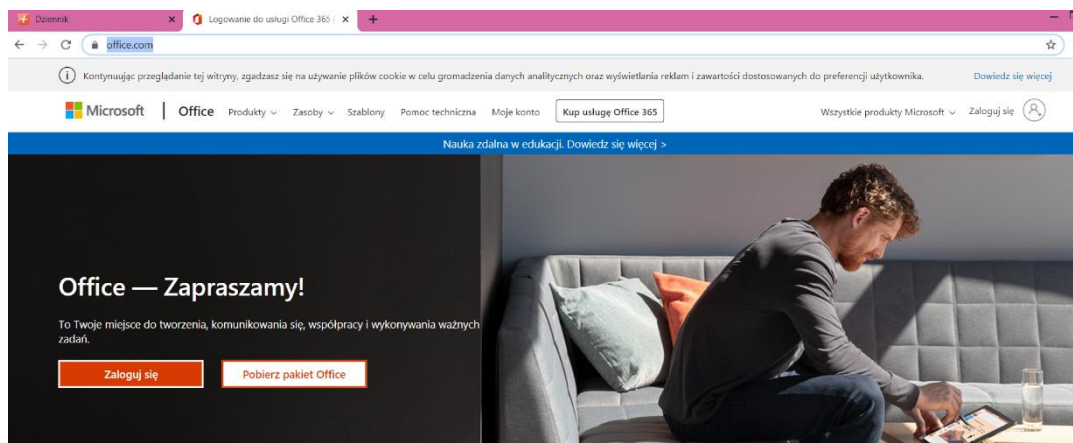 Dziennik
Logowanie do usługi Office 365 |
office.com
Kontynuując przeglądanie tej witryny, zgadzasz się na używanie plików cookie w celu gromadzenia danych analitycznych oraz wyświetlania reklam i zawartości dostosowanych do preferencji użytkownika. Dowiedz się więcej
Microsoft | Office Produkty Zasoby Szablony Pomoc techniczna Moje konto Kup usługę Office 365 Wszystkie produkty Microsoft Zaloguj się
Nauka zdalna w edukacji. Dowiedz się więcej >
Office — Zapraszamy!
To Twoje miejsce do tworzenia, komunikowania się, współpracy i wykonywania ważnych
zadań.
Zaloguj się Pobierz pakiet Office